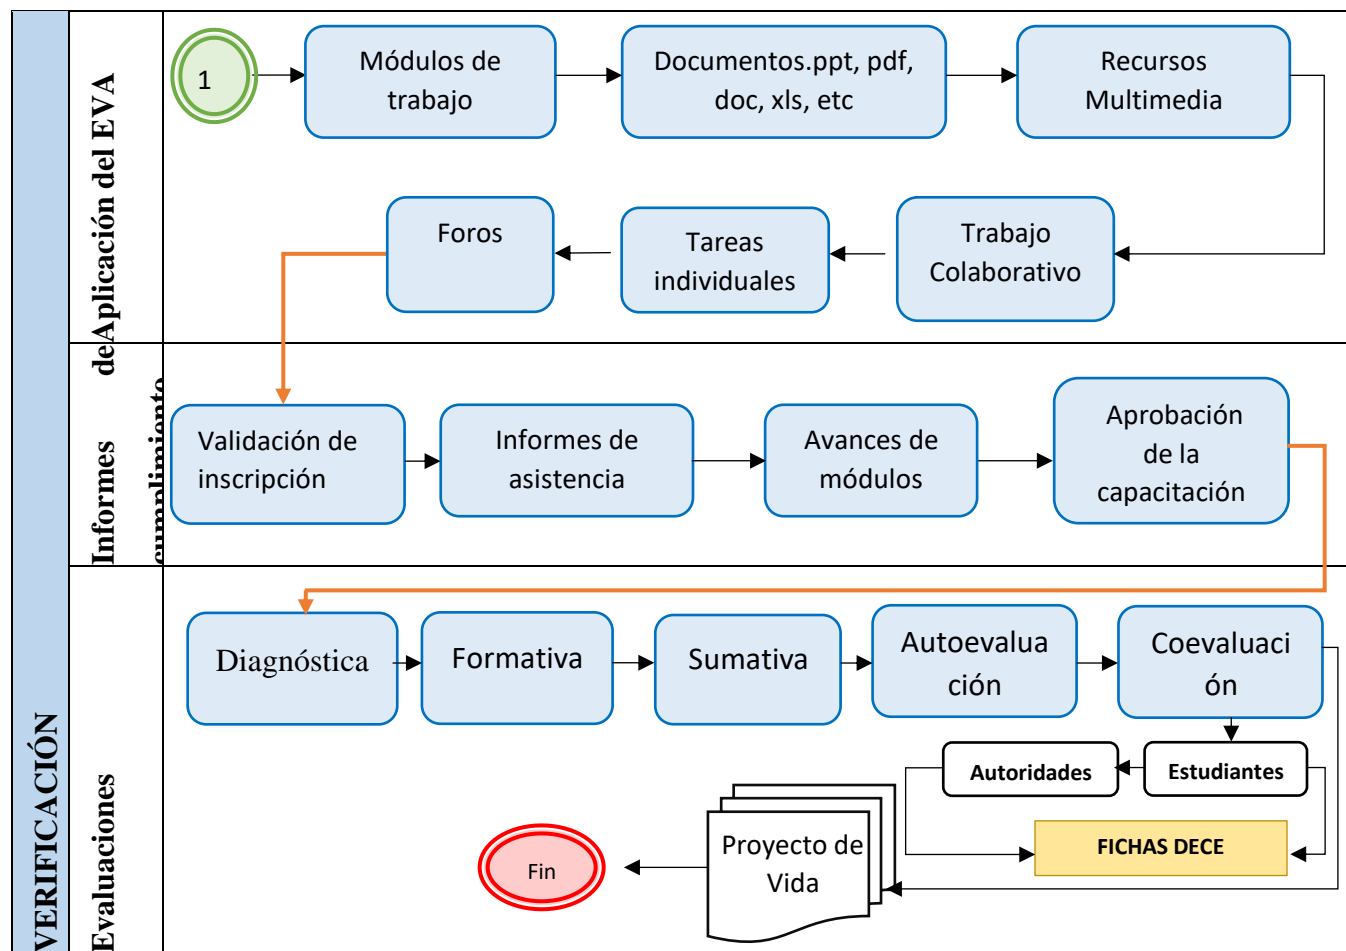 VERIFICACIÓN
Aplicación del EVA
1
Módulos de
trabajo
Documentos.ppt, pdf,
doc, xls, etc
Recursos
Multimedia
Foros
Tareas
individuales
Trabajo
Colaborativo
Informes de
cumplimiento
Validación de
inscripción
Informes de
asistencia
Avances de
módulos
Aprobación
de la
capacitación
Evaluaciones
Diagnóstica
Formativa
Sumativa
Autoevalua
ción
Coevaluaci
ón
Autoridades
Estudiantes
FICHAS DECE
Proyecto de
Vida
Fin